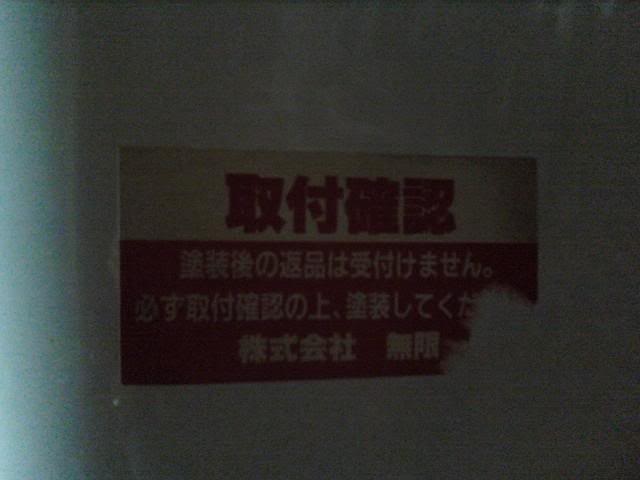 取付確認
塗装後の返品は受付けません。
必ず取付確認の上、塗装してくだ
株式会社 無限